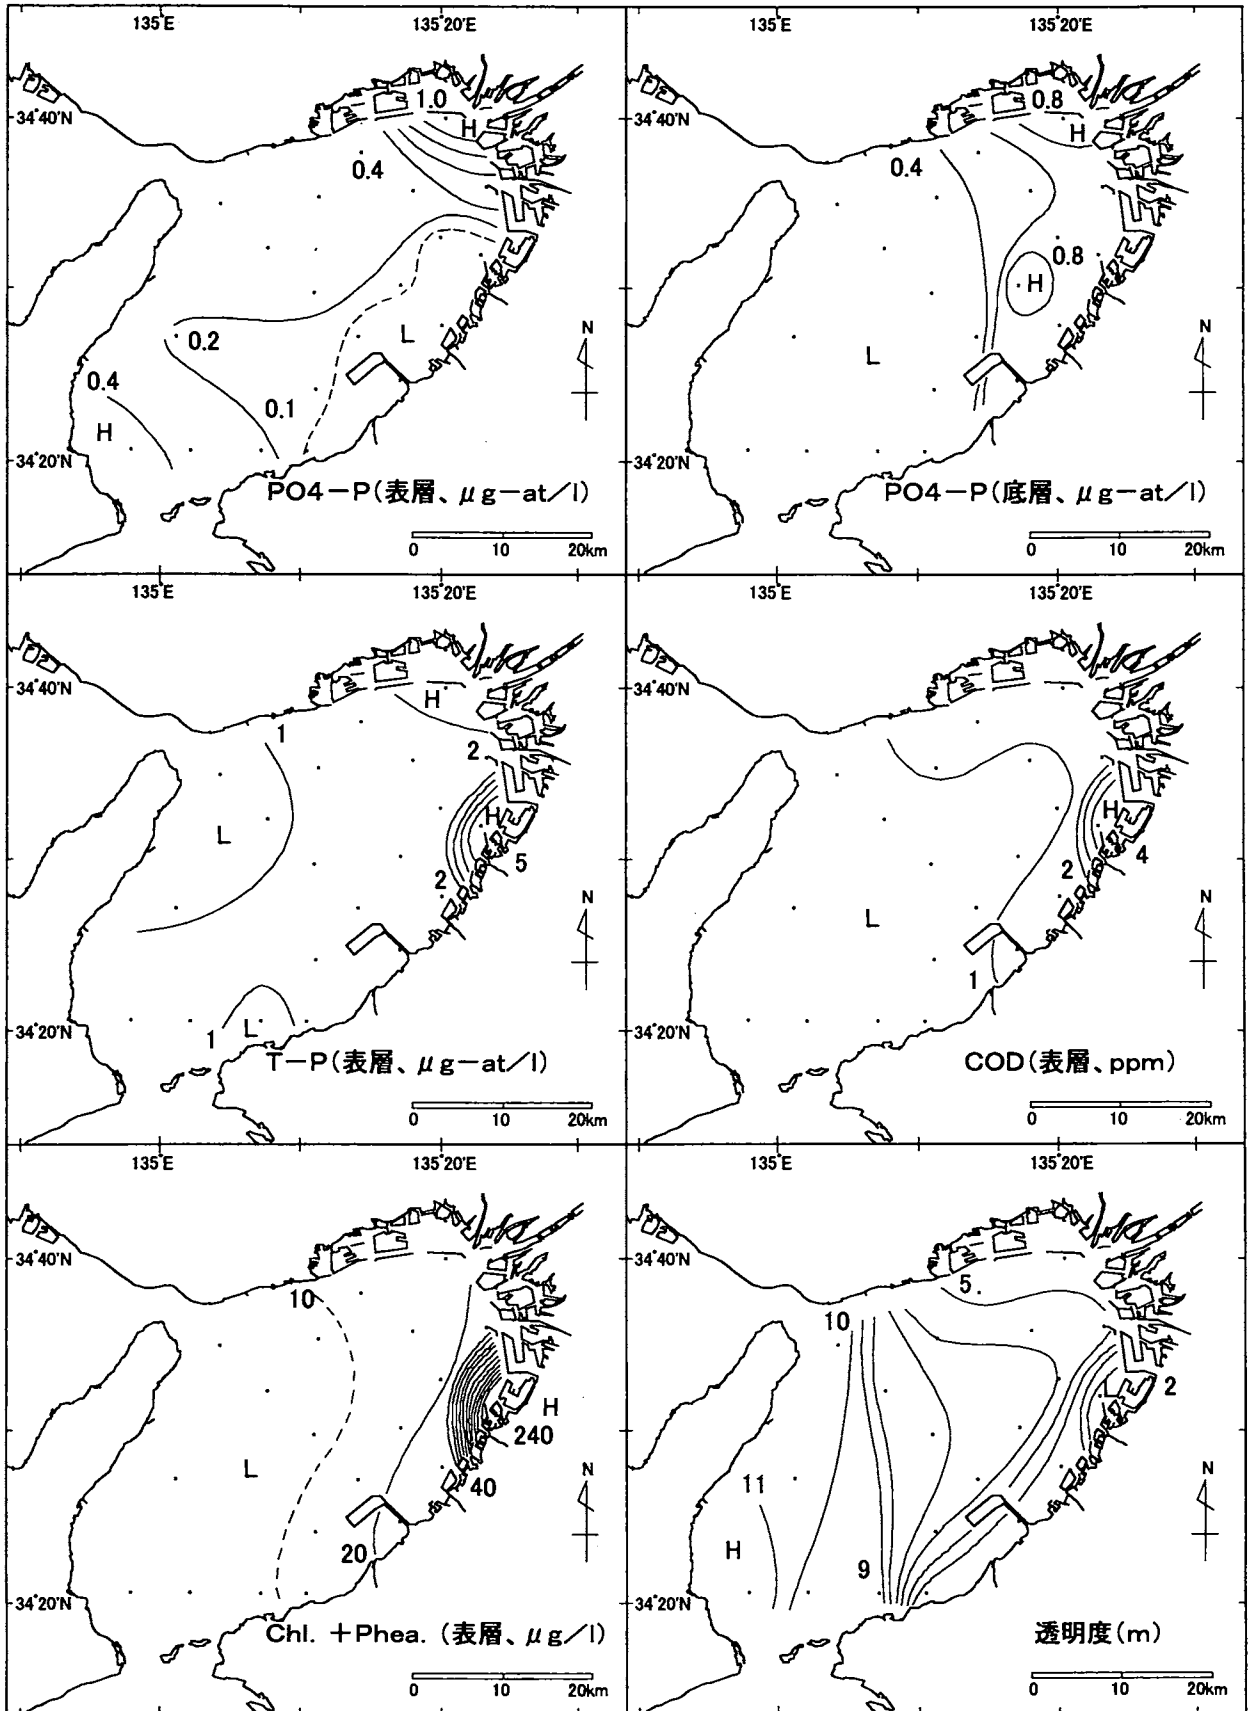 135°E
135°20'E
34°40'N
1.0
H
0.4
0.2
L
0.4
0.1
H
N
34°20'N
PO4－P(表層、μg－at/l)
0 10 20km
135°E
135°20'E
34°40'N
0.8
H
0.4
0.8
H
L
N
34°20'N
PO4－P(底層、μg－at/l)
0 10 20km
135°E
135°20'E
34°40'N
H
1
2
L
H
5
2
N
1
L
34°20'N
T－P(表層、μg－at/l)
0 10 20km
135°E
135°20'E
34°40'N
H
4
2
L
N
1
34°20'N
COD(表層、ppm)
0 10 20km
135°E
135°20'E
34°40'N
10
H
240
L
40
N
20
34°20'N
Chl. ＋Phea. (表層、μg/l)
0 10 20km
135°E
135°20'E
34°40'N
5
10
L
2
11
N
H
9
34°20'N
透明度(m)
0 10 20km